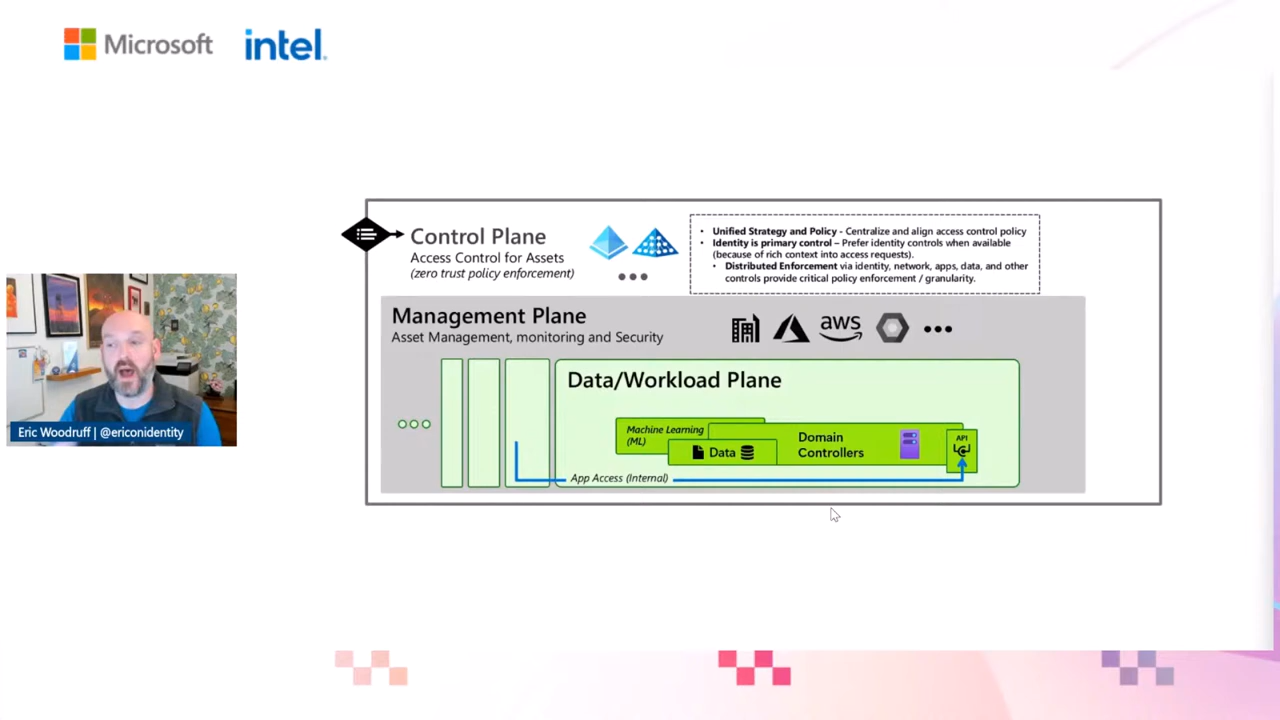 Microsoft
intel.
Control Plane
Access Control for Assets
(zero trust policy enforcement)
• Unified Strategy and Policy - Centralize and align access control policy
• Identity is primary control – Prefer identity controls when available
(because of rich context into access requests).
• Distributed Enforcement via identity, network, apps, data, and other
controls provide critical policy enforcement / granularity.
Management Plane
Asset Management, monitoring and Security
aws
Data/Workload Plane
Machine Learning
(ML)
Data
Domain
Controllers
API
App Access (Internal)
Eric Woodruff | @ericonidentity